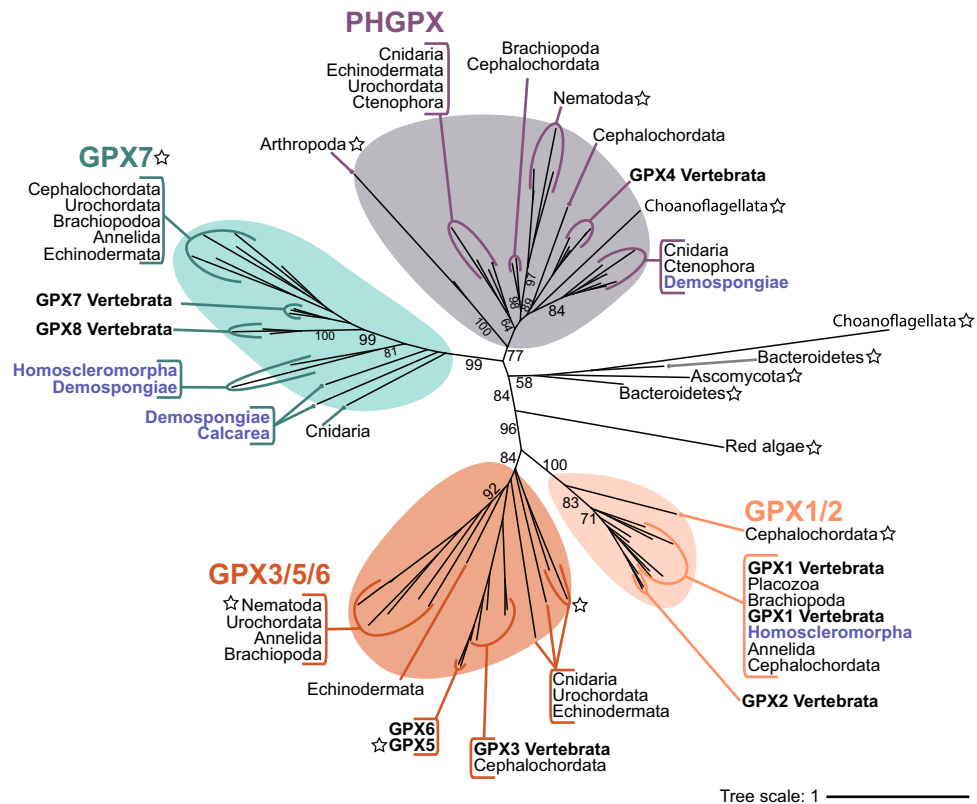 PHGPX
Cnidaria
Echinodermata
Urochordata
Ctenophora
Brachiopoda
Cephalochordata
Nematoda☆
Cephalochordata
Arthropoda☆
GPX4 Vertebrata
Choanoflagellata☆
Cnidaria
Ctenophora
Demospongiae
GPX7☆
Cephalochordata
Urochordata
Brachiopodoa
Annelida
Echinodermata
GPX7 Vertebrata
GPX8 Vertebrata
Homoscleromorpha
Demospongiae
Demospongiae
Calcarea
Cnidaria
100
99
81
99
100
64
98
97
89
84
77
58
84
96
84
92
100
83
71
Choanoflagellata☆
Bacteroidetes☆
Ascomycota☆
Bacteroidetes☆
Red algae☆
GPX1/2
Cephalochordata☆
GPX1 Vertebrata
Placozoa
Brachiopoda
GPX1 Vertebrata
Homoscleromorpha
Annelida
Cephalochordata
GPX2 Vertebrata
GPX3/5/6
☆Nematoda
Urochordata
Annelida
Brachiopoda
Echinodermata
GPX6
☆GPX5
GPX3 Vertebrata
Cephalochordata
☆
Cnidaria
Urochordata
Echinodermata
Tree scale: 1